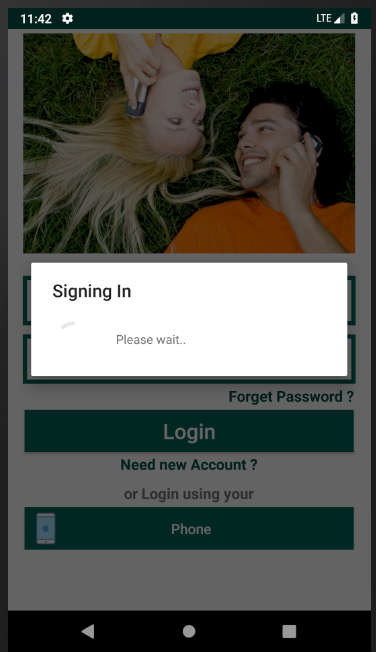 11:42 LTE
Signing In
Please wait..
Forget Password ?
Login
Need new Account ?
or Login using your
Phone